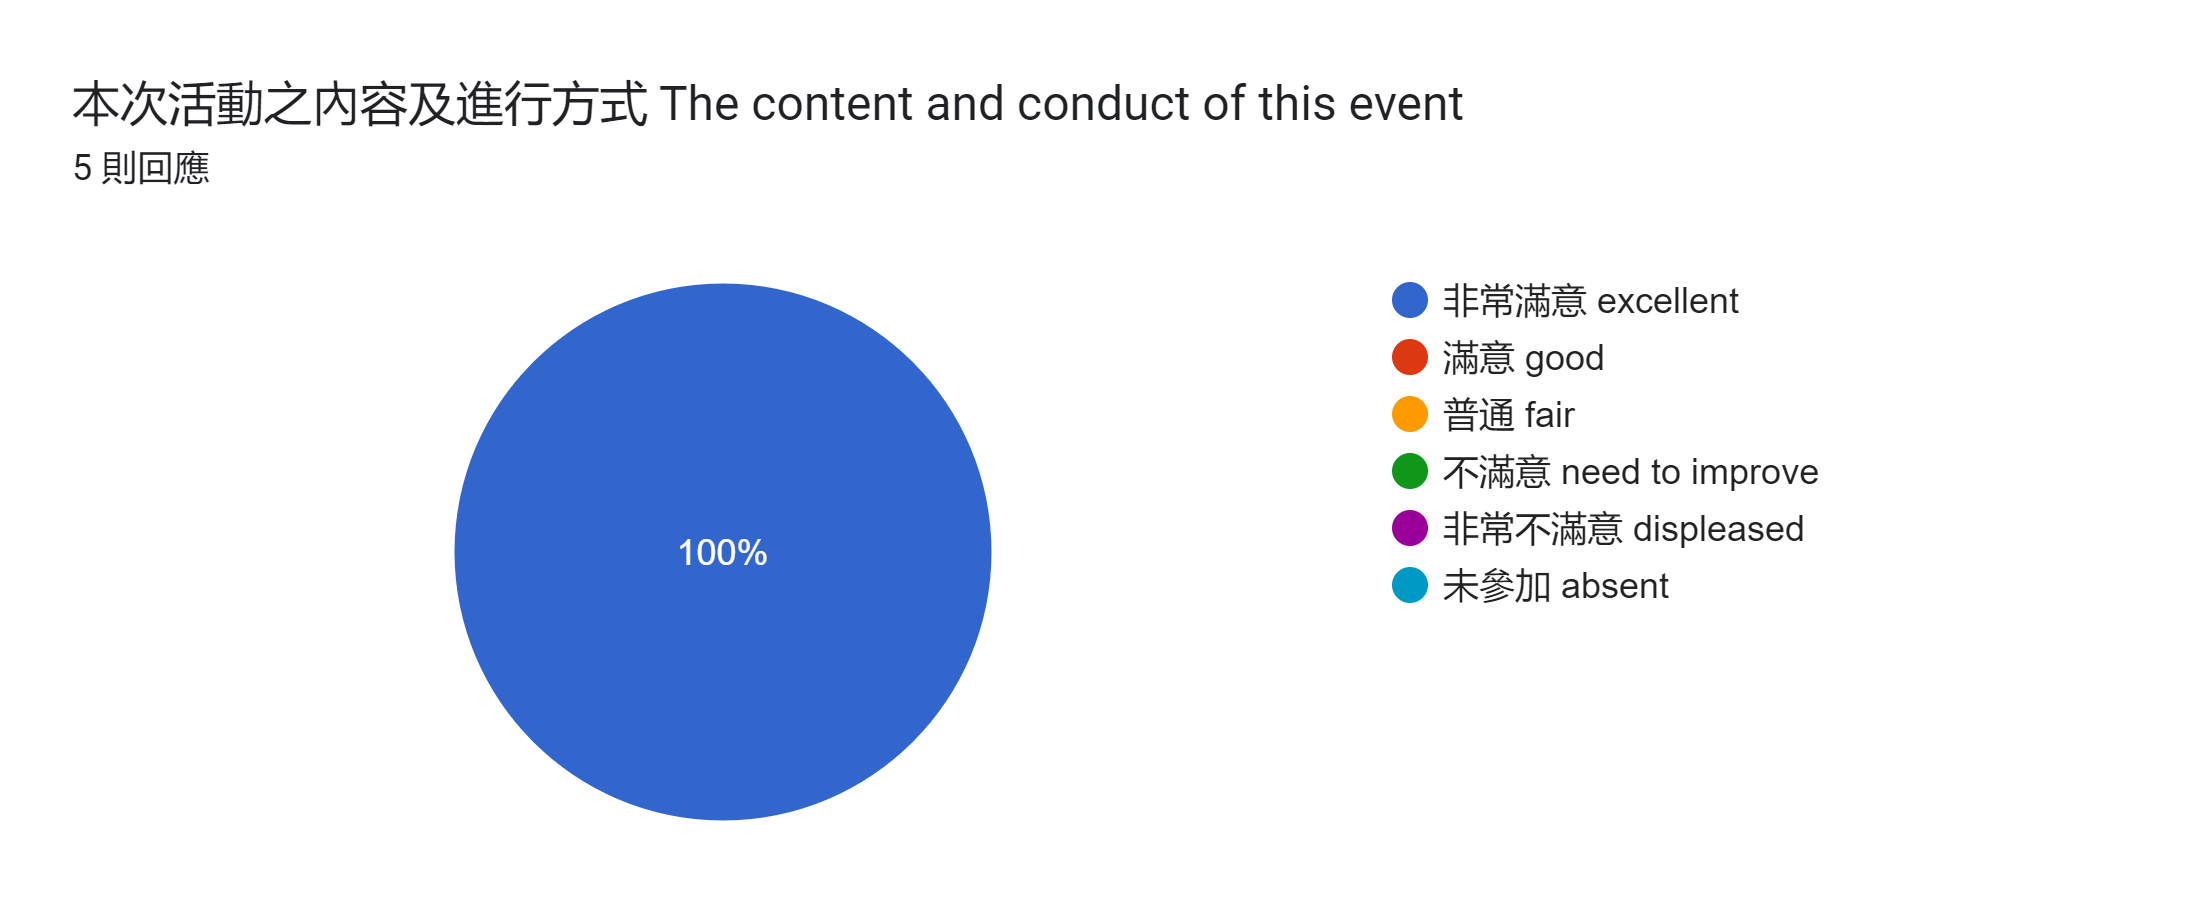 本次活動之內容及進行方式 The content and conduct of this event
5 則回應
100%
非常滿意 excellent
滿意 good
普通 fair
不滿意 need to improve
非常不滿意 displeased
未參加 absent